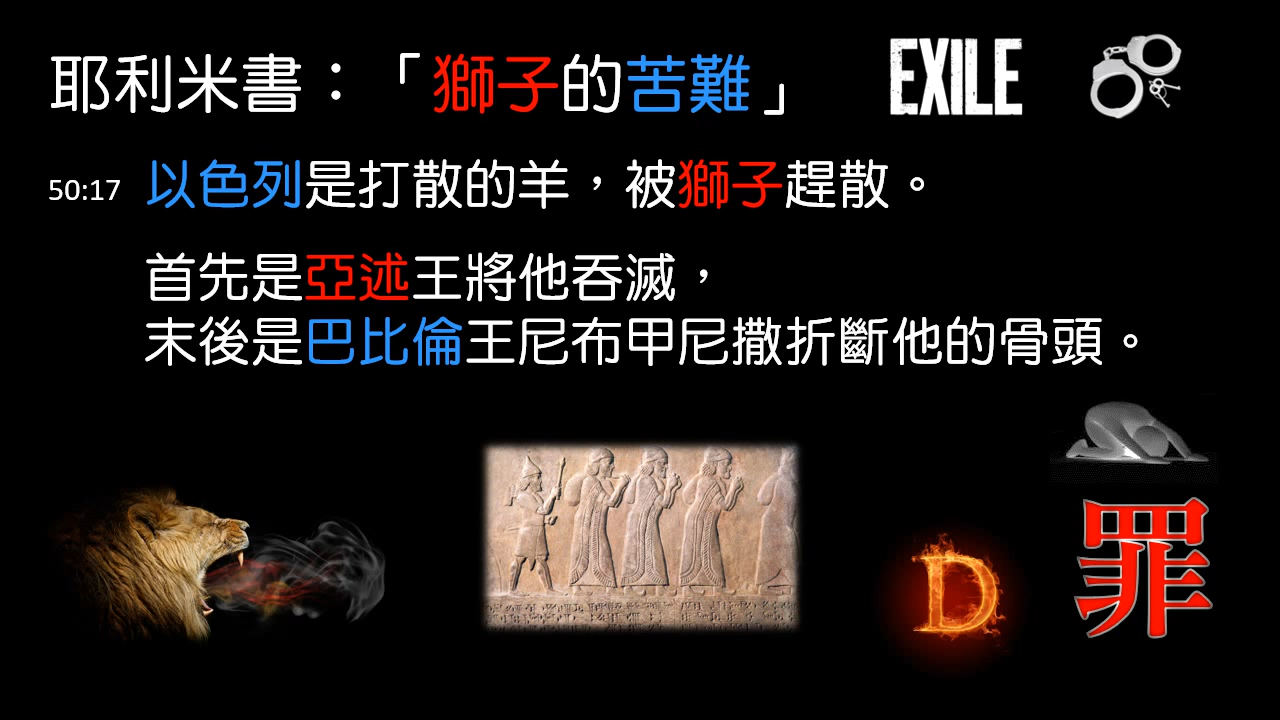 耶利米書：「獅子的苦難」
EXILE
50:17 以色列是打散的羊，被獅子趕散。
首先是亞述王將他吞滅，
末後是巴比倫王尼布甲尼撒折斷他的骨頭。
D
罪